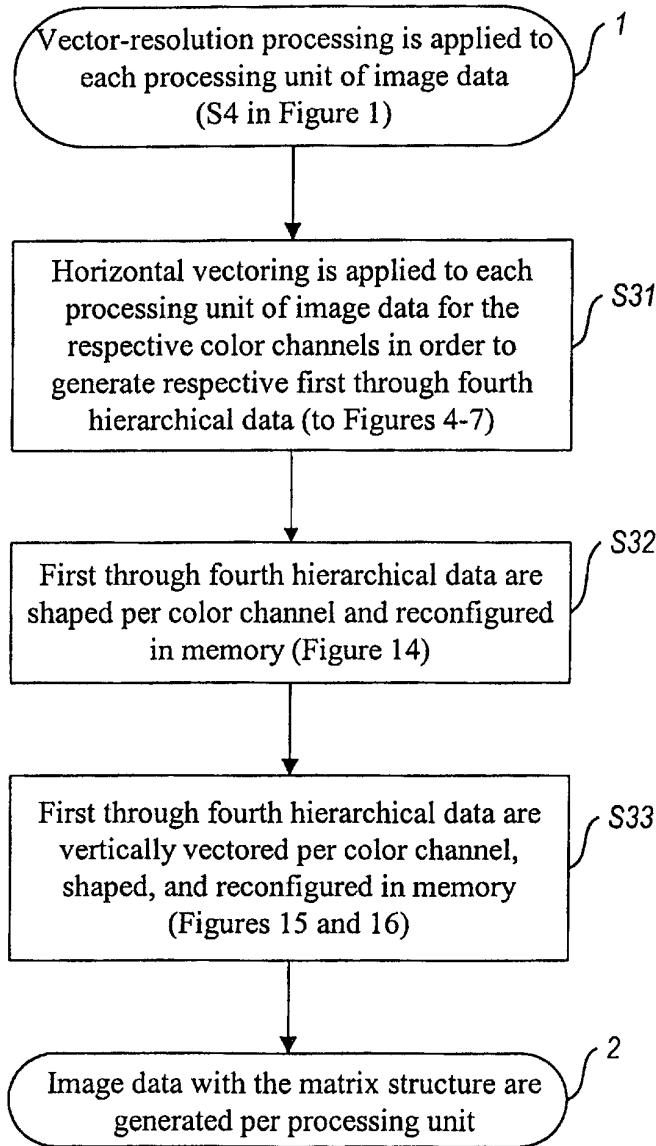 Vector-resolution processing is applied to
each processing unit of image data
(S4 in Figure 1)
1
Horizontal vectoring is applied to each
processing unit of image data for the
respective color channels in order to
generate respective first through fourth
hierarchical data (to Figures 4-7)
S31
First through fourth hierarchical data are
shaped per color channel and reconfigured
in memory (Figure 14)
S32
First through fourth hierarchical data are
vertically vectored per color channel,
shaped, and reconfigured in memory
(Figures 15 and 16)
S33
Image data with the matrix structure are
generated per processing unit
2